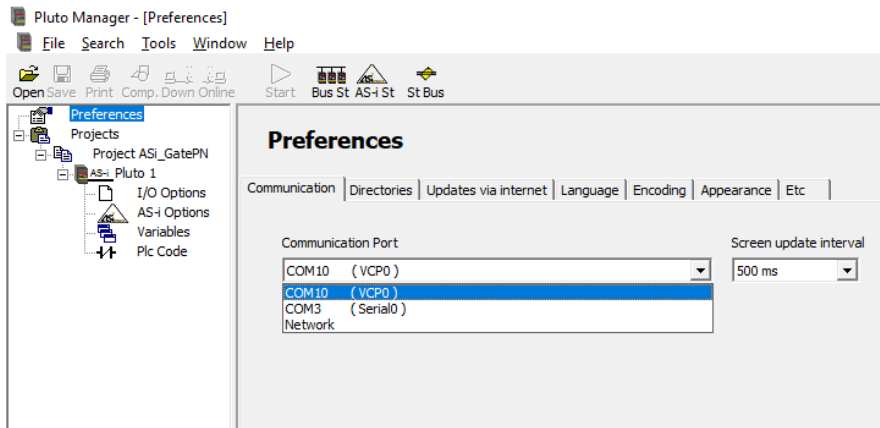 Pluto Manager - [Preferences]
File Search Tools Window Help
Open Save Print Comp. Down Online Start Bus St AS-i St St Bus
Preferences
Projects
Project ASi_GatePN
AS-i Pluto 1
I/O Options
AS-i Options
Variables
Plc Code
Preferences
Communication Directories Updates via internet Language Encoding Appearance Etc
Communication Port Screen update interval
COM10 ( VCP0 ) 500 ms
COM10 ( VCP0 )
COM3 ( Serial0 )
Network